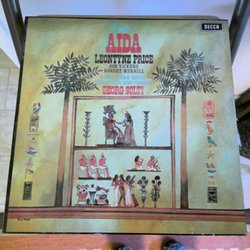 DECCA
AIDA
LEONTYNE PRICE
JON VICKERS
ROBERT MERRILL
GEORG SOLTI